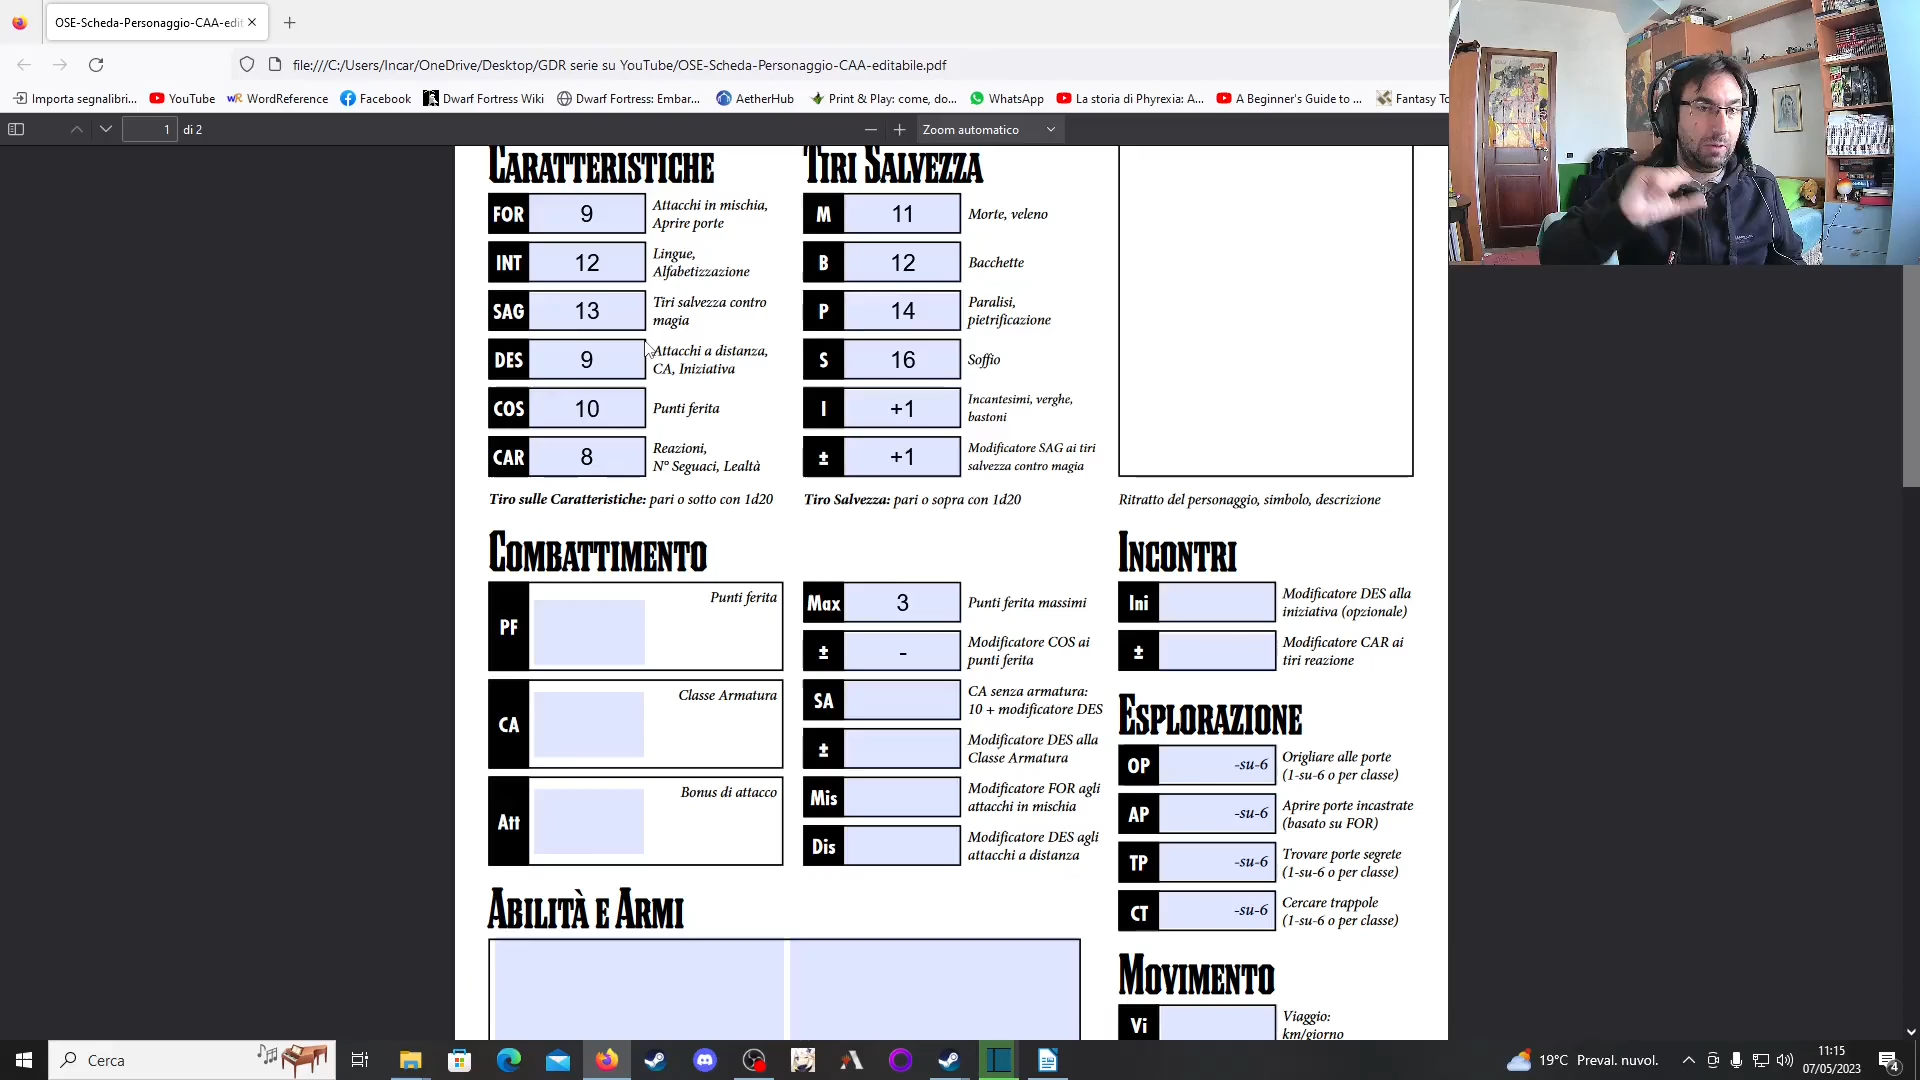 OSE-Scheda-Personaggio-CAA-edit
file:///C:/Users/Incar/OneDrive/Desktop/GDR serie su YouTube/OSE-Scheda-Personaggio-CAA-editabile.pdf
Importa segnalibri... YouTube WordReference Facebook Dwarf Fortress Wiki Dwarf Fortress: Embar... AetherHub Print & Play: come, do... WhatsApp La storia di Phyrexia: A... A Beginner's Guide to ... Fantasy To
1 di 2 Zoom automatico
CARATTERISTICHE
FOR 9 Attacchi in mischia,
Aprire porte
INT 12 Lingue,
Alfabetizzazione
SAG 13 Tiri salvezza contro
magia
DES 9 Attacchi a distanza,
CA, Iniziativa
COS 10 Punti ferita
CAR 8 Reazioni,
N° Seguaci, Lealtà
Tiro sulle Caratteristiche: pari o sotto con 1d20
TIRI SALVEZZA
M 11 Morte, veleno
B 12 Bacchette
P 14 Paralisi,
pietrificazione
S 16 Soffio
I +1 Incantesimi, verghe,
bastoni
± +1 Modificatore SAG ai tiri
salvezza contro magia
Tiro Salvezza: pari o sopra con 1d20
Ritratto del personaggio, simbolo, descrizione
COMBATTIMENTO
PF Punti ferita
CA Classe Armatura
Att Bonus di attacco
Max 3 Punti ferita massimi
± - Modificatore COS ai
punti ferita
SA CA senza armatura:
10 + modificatore DES
± Modificatore DES alla
Classe Armatura
Mis Modificatore FOR agli
attacchi in mischia
Dis Modificatore DES agli
attacchi a distanza
INCONTRI
Ini Modificatore DES alla
iniziativa (opzionale)
± Modificatore CAR ai
tiri reazione
ESPLORAZIONE
OP -su-6 Origliare alle porte
(1-su-6 o per classe)
AP -su-6 Aprire porte incastrate
(basato su FOR)
TP -su-6 Trovare porte segrete
(1-su-6 o per classe)
CT -su-6 Cercare trappole
(1-su-6 o per classe)
ABILITÀ E ARMI
MOVIMENTO
Vi Viaggio:
km/giorno
Cerca
19°C Preval. nuvol.
11:15
07/05/2023
4